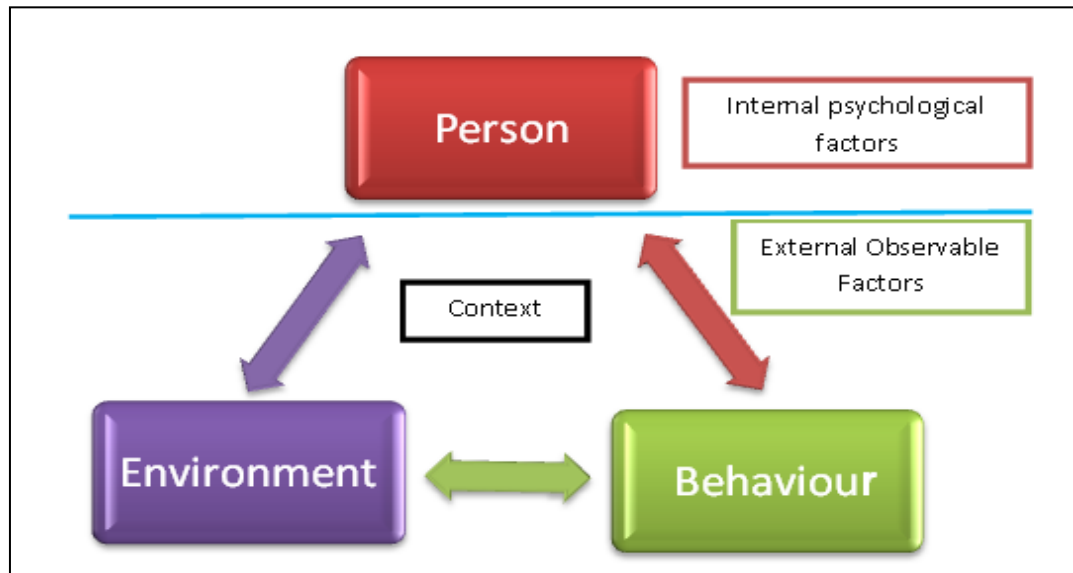 Person
Internal psychological
factors
External Observable
Factors
Context
Environment
Behaviour